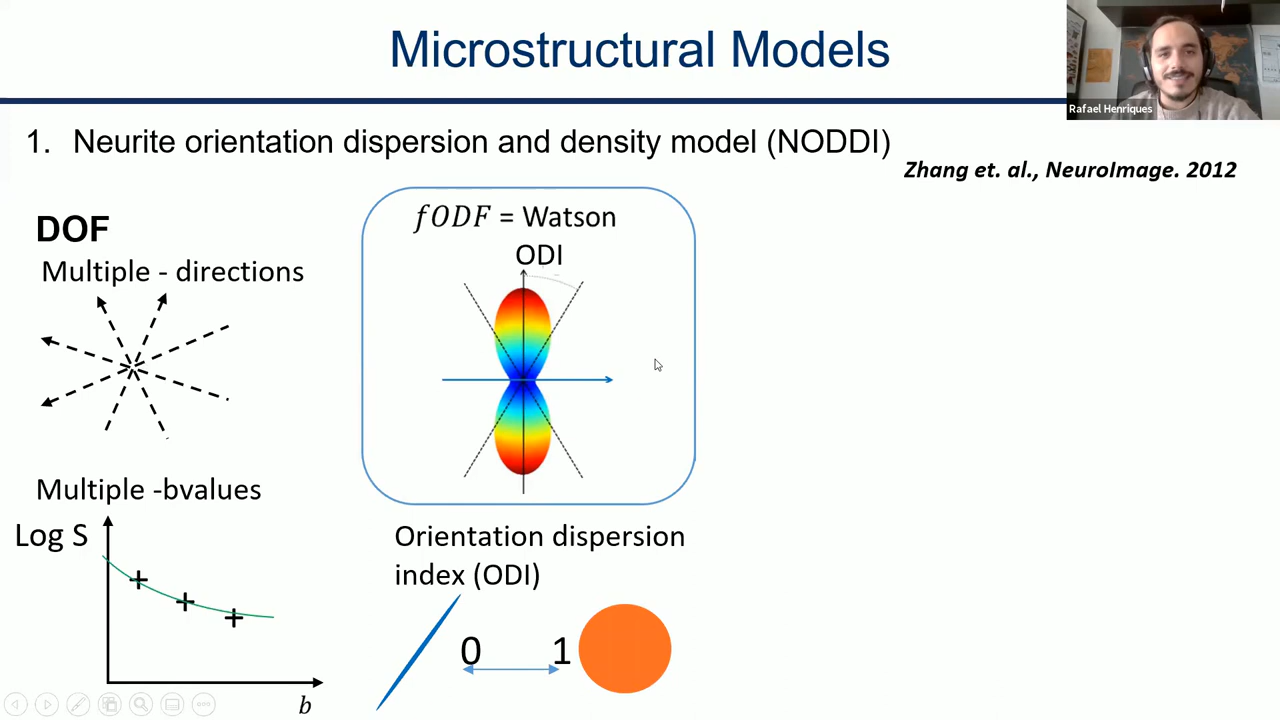 Microstructural Models
Rafael Henriques
1. Neurite orientation dispersion and density model (NODDI)
Zhang et. al., NeuroImage. 2012
DOF
Multiple - directions
fODF = Watson
ODI
Multiple -bvalues
Log S
b
Orientation dispersion
index (ODI)
0 1